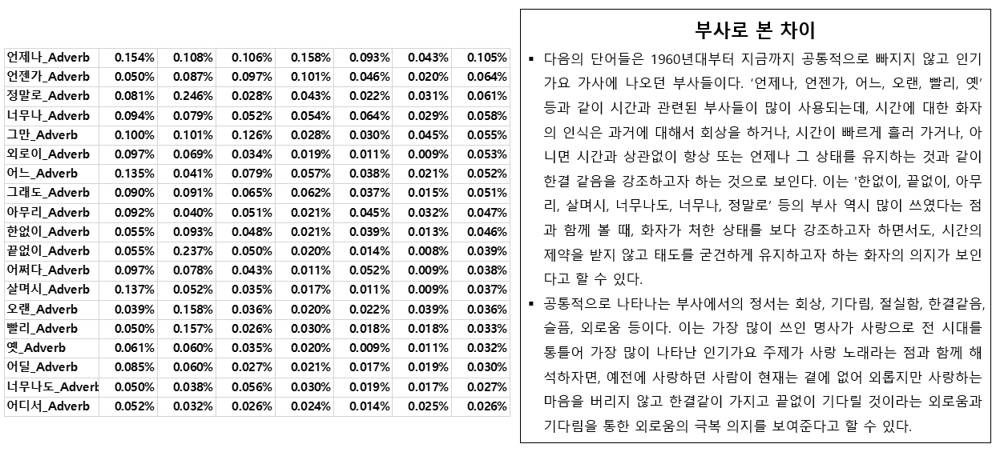 언제나_Adverb 0.154% 0.108% 0.106% 0.158% 0.093% 0.043% 0.105%
언젠가_Adverb 0.050% 0.087% 0.097% 0.101% 0.046% 0.020% 0.064%
정말로_Adverb 0.081% 0.246% 0.028% 0.043% 0.022% 0.031% 0.061%
너무나_Adverb 0.094% 0.079% 0.052% 0.054% 0.064% 0.029% 0.058%
그만_Adverb 0.100% 0.101% 0.126% 0.028% 0.030% 0.045% 0.055%
외로이_Adverb 0.097% 0.069% 0.034% 0.019% 0.011% 0.009% 0.053%
어느_Adverb 0.135% 0.041% 0.079% 0.057% 0.038% 0.021% 0.052%
그래도_Adverb 0.090% 0.091% 0.065% 0.062% 0.037% 0.015% 0.051%
아무리_Adverb 0.092% 0.040% 0.051% 0.021% 0.045% 0.032% 0.047%
한없이_Adverb 0.055% 0.093% 0.048% 0.021% 0.039% 0.013% 0.046%
끝없이_Adverb 0.055% 0.237% 0.050% 0.020% 0.014% 0.008% 0.039%
어쩌다_Adverb 0.097% 0.078% 0.043% 0.011% 0.052% 0.009% 0.038%
살며시_Adverb 0.137% 0.052% 0.035% 0.017% 0.011% 0.009% 0.037%
오랜_Adverb 0.039% 0.158% 0.036% 0.020% 0.022% 0.039% 0.036%
빨리_Adverb 0.050% 0.157% 0.026% 0.030% 0.018% 0.018% 0.033%
옛_Adverb 0.061% 0.060% 0.035% 0.020% 0.009% 0.011% 0.032%
어딜_Adverb 0.085% 0.060% 0.027% 0.021% 0.017% 0.019% 0.030%
너무나도_Adverb 0.050% 0.038% 0.056% 0.030% 0.019% 0.017% 0.027%
어디서_Adverb 0.052% 0.032% 0.026% 0.024% 0.014% 0.025% 0.026%
부사로 본 차이
▪ 다음의 단어들은 1960년대부터 지금까지 공통적으로 빠지지 않고 인기
가요 가사에 나오던 부사들이다. ‘언제나, 언젠가, 어느, 오랜, 빨리, 옛’
등과 같이 시간과 관련된 부사들이 많이 사용되는데, 시간에 대한 화자
의 인식은 과거에 대해서 회상을 하거나, 시간이 빠르게 흘러 가거나, 아
니면 시간과 상관없이 항상 또는 언제나 그 상태를 유지하는 것과 같이
한결 같음을 강조하고자 하는 것으로 보인다. 이는 '한없이, 끝없이, 아무
리, 살며시, 너무나도, 너무나, 정말로’ 등의 부사 역시 많이 쓰였다는 점
과 함께 볼 때, 화자가 처한 상태를 보다 강조하고자 하면서도, 시간의
제약을 받지 않고 태도를 굳건하게 유지하고자 하는 화자의 의지가 보인
다고 할 수 있다.
▪ 공통적으로 나타나는 부사에서의 정서는 회상, 기다림, 절실함, 한결같음,
슬픔, 외로움 등이다. 이는 가장 많이 쓰인 명사가 사랑으로 전 시대를
통틀어 가장 많이 나타난 인기가요 주제가 사랑 노래라는 점과 함께 해
석하자면, 예전에 사랑하던 사람이 현재는 곁에 없어 외롭지만 사랑하는
마음을 버리지 않고 한결같이 가지고 끝없이 기다릴 것이라는 외로움과
기다림을 통한 외로움의 극복 의지를 보여준다고 할 수 있다.